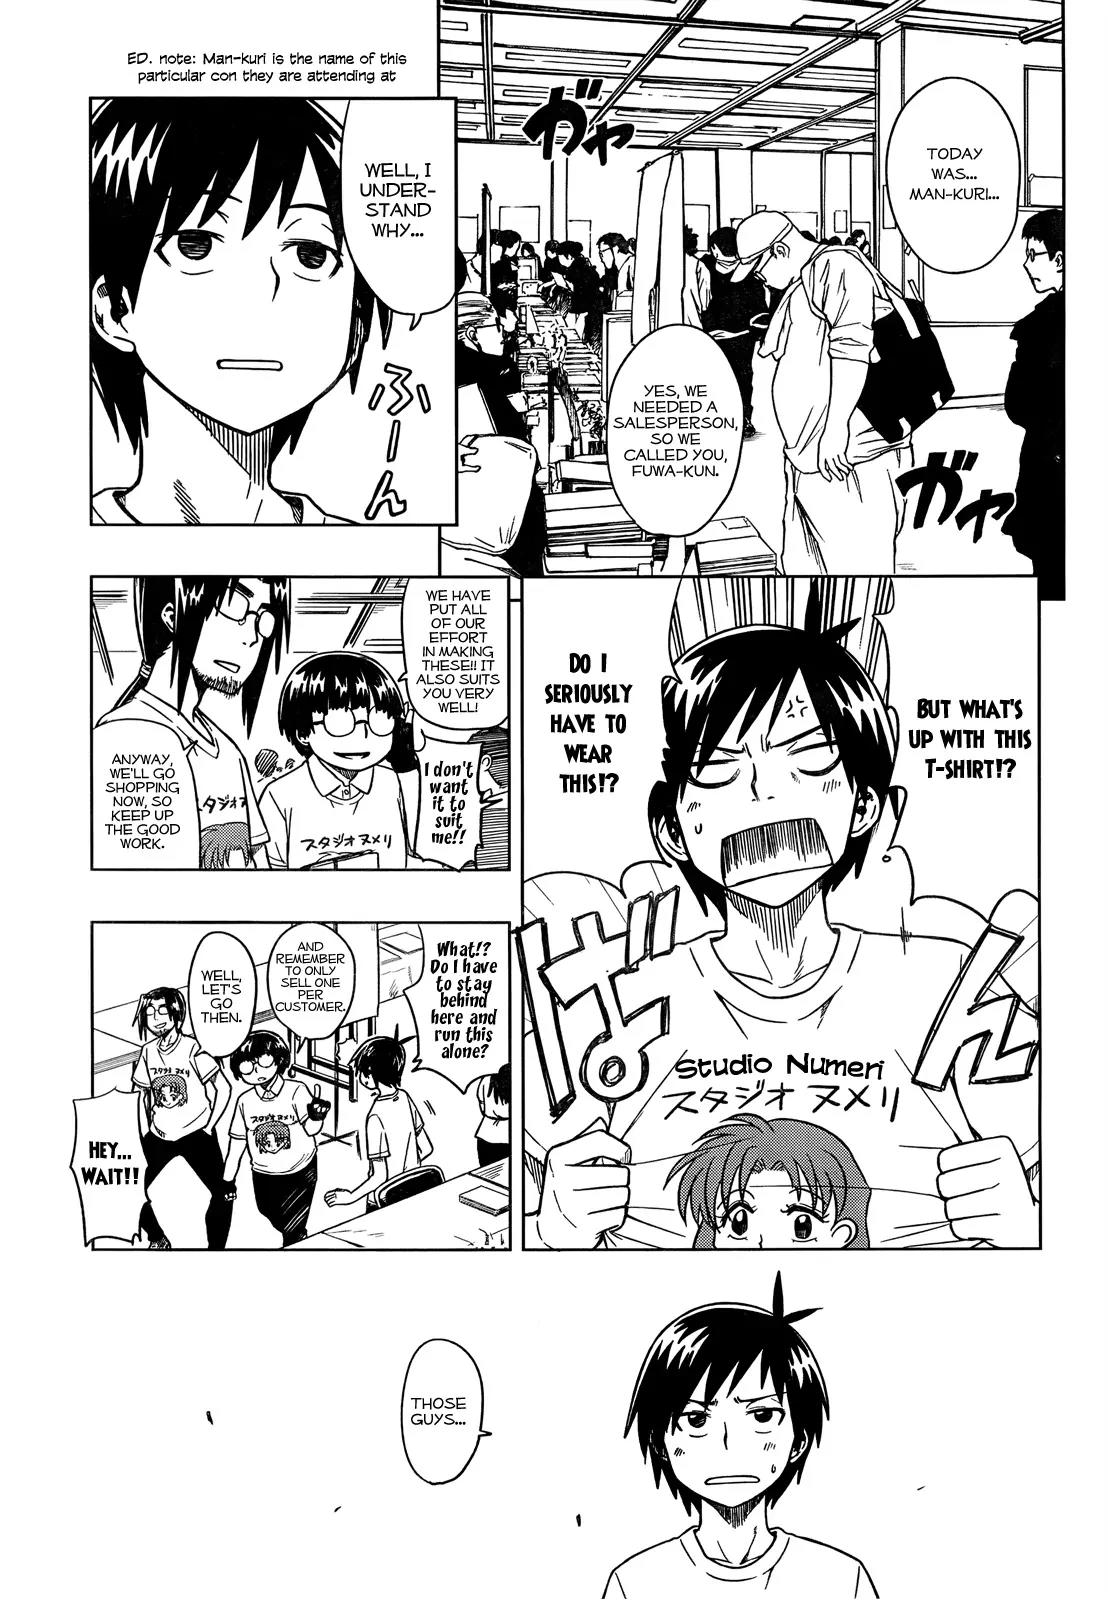 ED. note: Man-kuri is the name of this
particular con they are attending at
TODAY
WAS...
MAN-KURI...
ガヤ
YES, WE
NEEDED A
SALESPERSON,
SO WE
CALLED YOU,
FUWA-KUN.
ガヤ
WELL, I
UNDER-
STAND
WHY...
ふーん
BUT WHAT'S
UP WITH THIS
T-SHIRT!?
DO I
SERIOUSLY
HAVE TO
WEAR
THIS!?
ばん
Studio Numeri
スタジオ ヌメリ
WE HAVE
PUT ALL
OF OUR
EFFORT
IN MAKING
THESE!! IT
ALSO SUITS
YOU VERY
WELL!
I don't
want
it to
suit
me!!
ANYWAY,
WE'LL GO
SHOPPING
NOW, SO
KEEP UP
THE GOOD
WORK.
スタジオ
スタジオ ヌメリ
What!?
Do I have
to stay
behind
here and
run this
alone?
AND
REMEMBER
TO ONLY
SELL ONE
PER
CUSTOMER.
WELL,
LET'S
GO
THEN.
スタジオ ヌメリ
スタジオ ヌメリ
HEY...
WAIT!!
THOSE
GUYS...